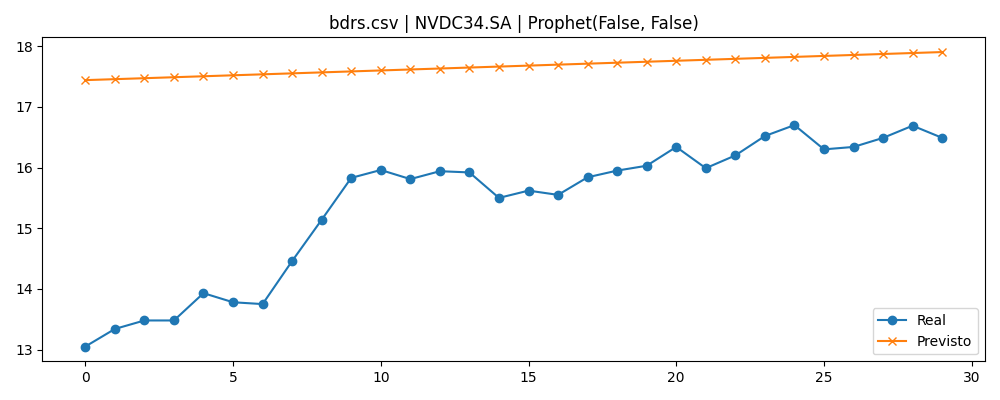 bdrs.csv | NVDC34.SA | Prophet(False, False)
18
17
16
15
14
13
Real
Previsto
0 5 10 15 20 25 30